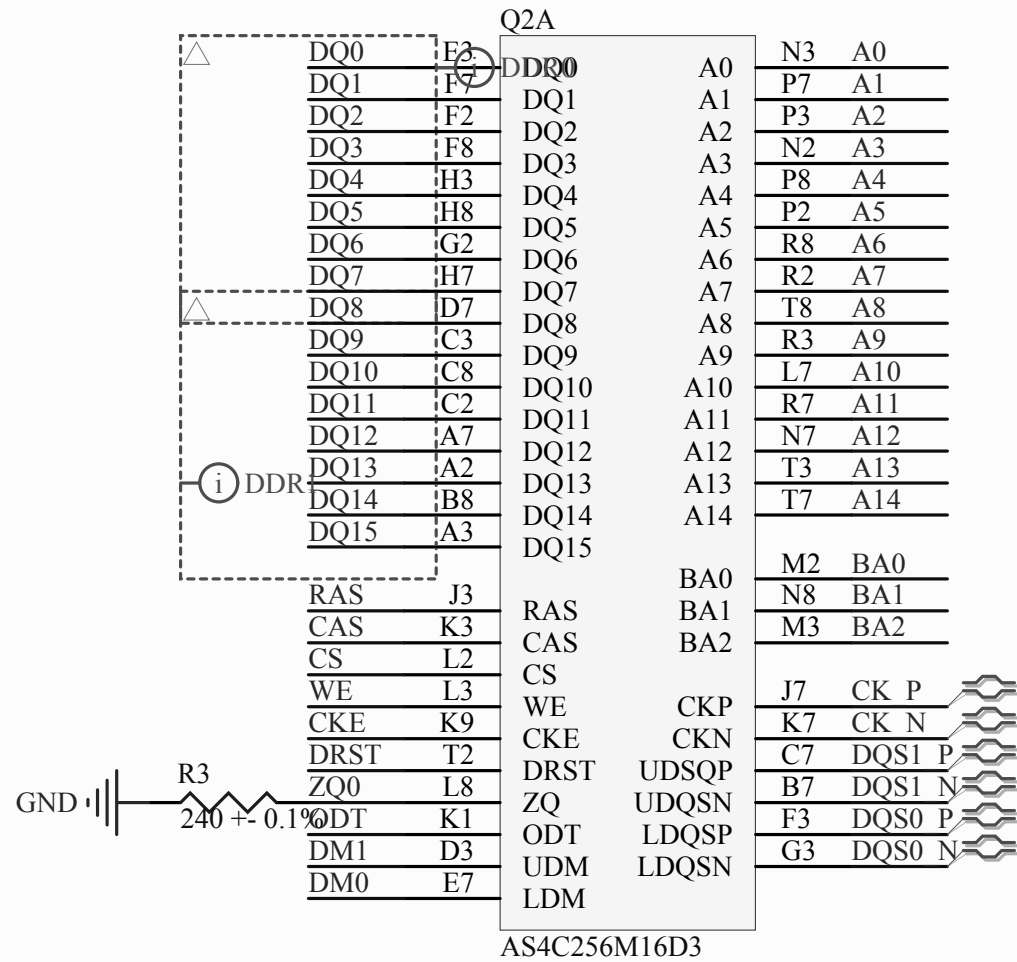 Q2A
DQ0 E3 DDR0 DQ0 A0 N3 A0
DQ1 F7 DQ1 A1 P7 A1
DQ2 F2 DQ2 A2 P3 A2
DQ3 F8 DQ3 A3 N2 A3
DQ4 H3 DQ4 A4 P8 A4
DQ5 H8 DQ5 A5 P2 A5
DQ6 G2 DQ6 A6 R8 A6
DQ7 H7 DQ7 A7 R2 A7
DQ8 D7 DQ8 A8 T8 A8
DQ9 C3 DQ9 A9 R3 A9
DQ10 C8 DQ10 A10 L7 A10
DQ11 C2 DQ11 A11 R7 A11
DQ12 A7 DQ12 A12 N7 A12
DDR1 DQ13 A2 DQ13 A13 T3 A13
DQ14 B8 DQ14 A14 T7 A14
DQ15 A3 DQ15
BA0 M2 BA0
RAS J3 RAS BA1 N8 BA1
CAS K3 CAS BA2 M3 BA2
CS L2 CS
WE L3 WE CKP J7 CK_P
CKE K9 CKE CKN K7 CK_N
DRST T2 DRST UDSQP C7 DQS1_P
GND R3 ZQ0 L8 ZQ UDQSN B7 DQS1_N
240 +- 0.1% ODT K1 ODT LDQSP F3 DQS0_P
DM1 D3 UDM LDQSN G3 DQS0_N
DM0 E7 LDM
AS4C256M16D3